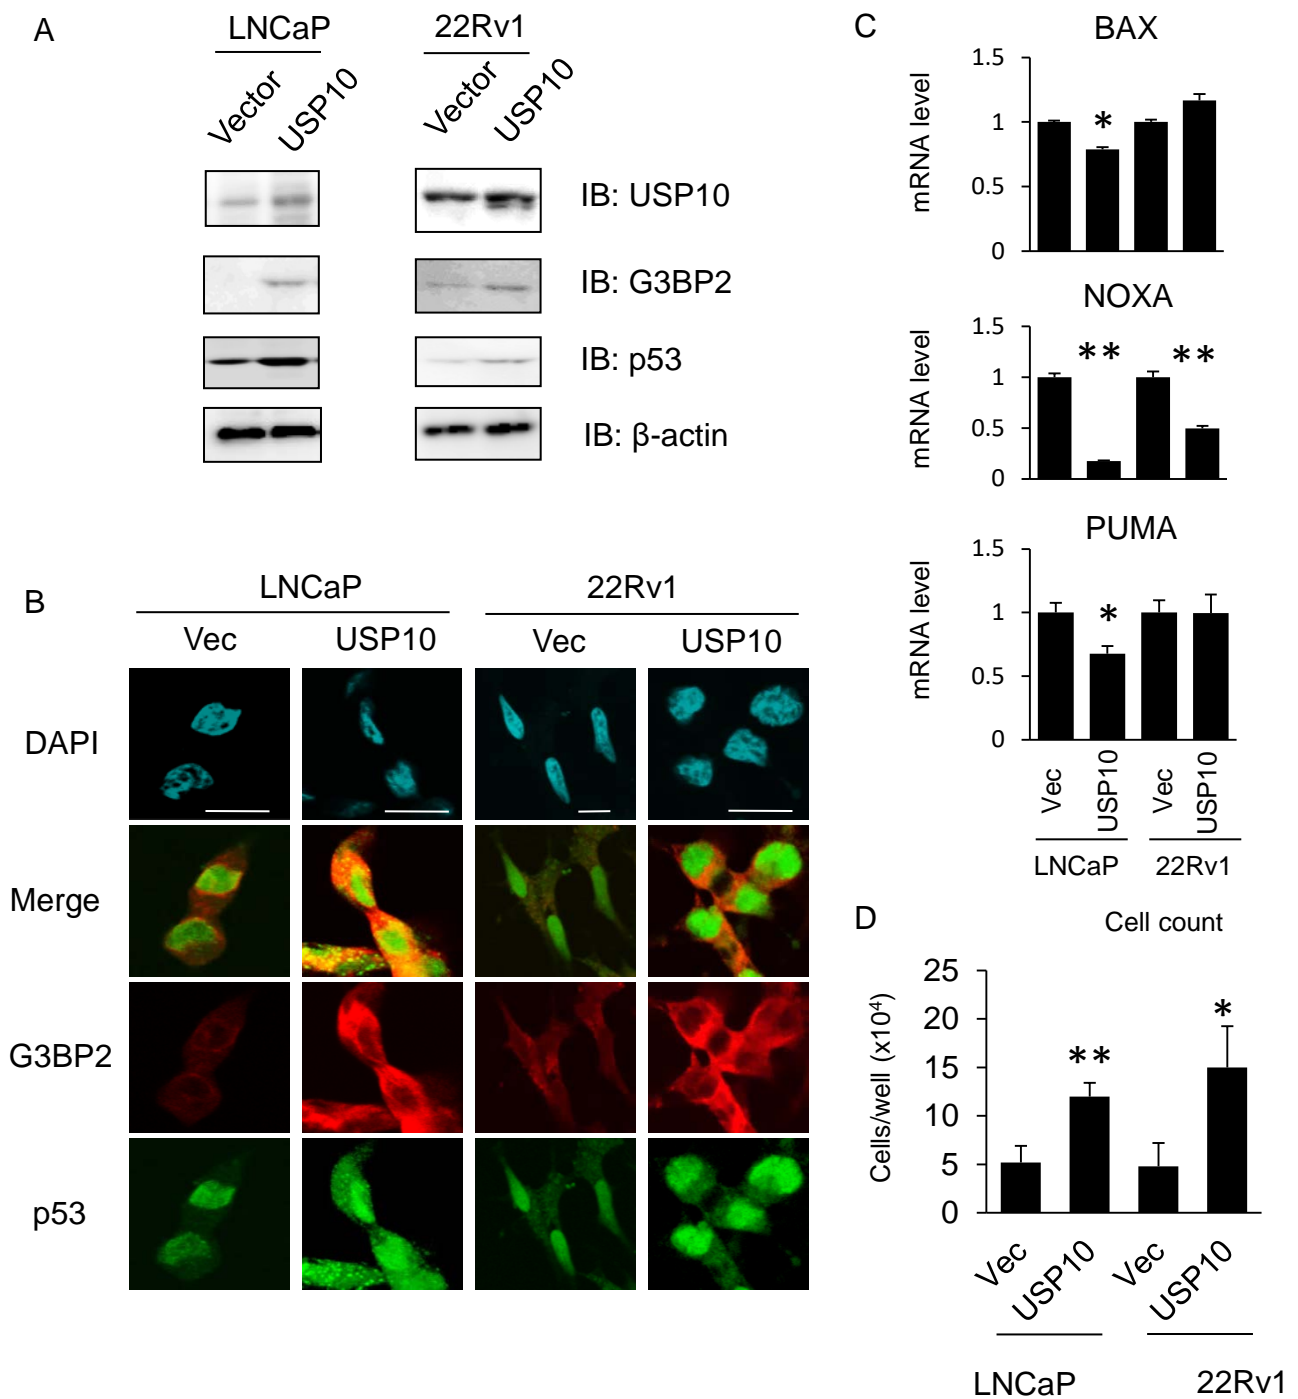 A
LNCaP
22Rv1
Vector
USP10
Vector
USP10
IB: USP10
IB: G3BP2
IB: p53
IB: β-actin
B
LNCaP
22Rv1
Vec
USP10
Vec
USP10
DAPI
Merge
G3BP2
p53
C
BAX
mRNA level
1.5
1
0.5
0
*
NOXA
mRNA level
1.5
1
0.5
0
**
**
PUMA
mRNA level
1.5
1
0.5
0
*
Vec
USP10
Vec
USP10
LNCaP
22Rv1
D
Cell count
Cells/well (x10⁴)
25
20
15
10
5
0
**
*
Vec
USP10
Vec
USP10
LNCaP
22Rv1